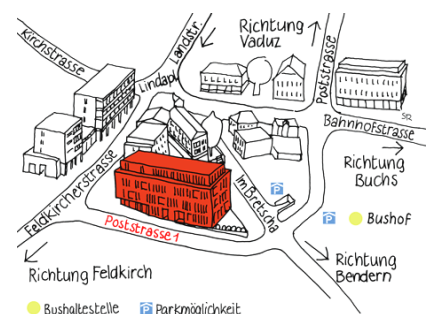 Richtung
Vaduz
Kirchstrasse
Landstr.
Lindapl.
Poststrasse
SR
Bahnhofstrasse
Richtung
Buchs
Feldkircherstrasse
Im Bretscha
Poststrasse 1
P
P
Bushof
Richtung Feldkirch
Richtung
Bendern
Bushaltestelle
P Parkmöglichkeit